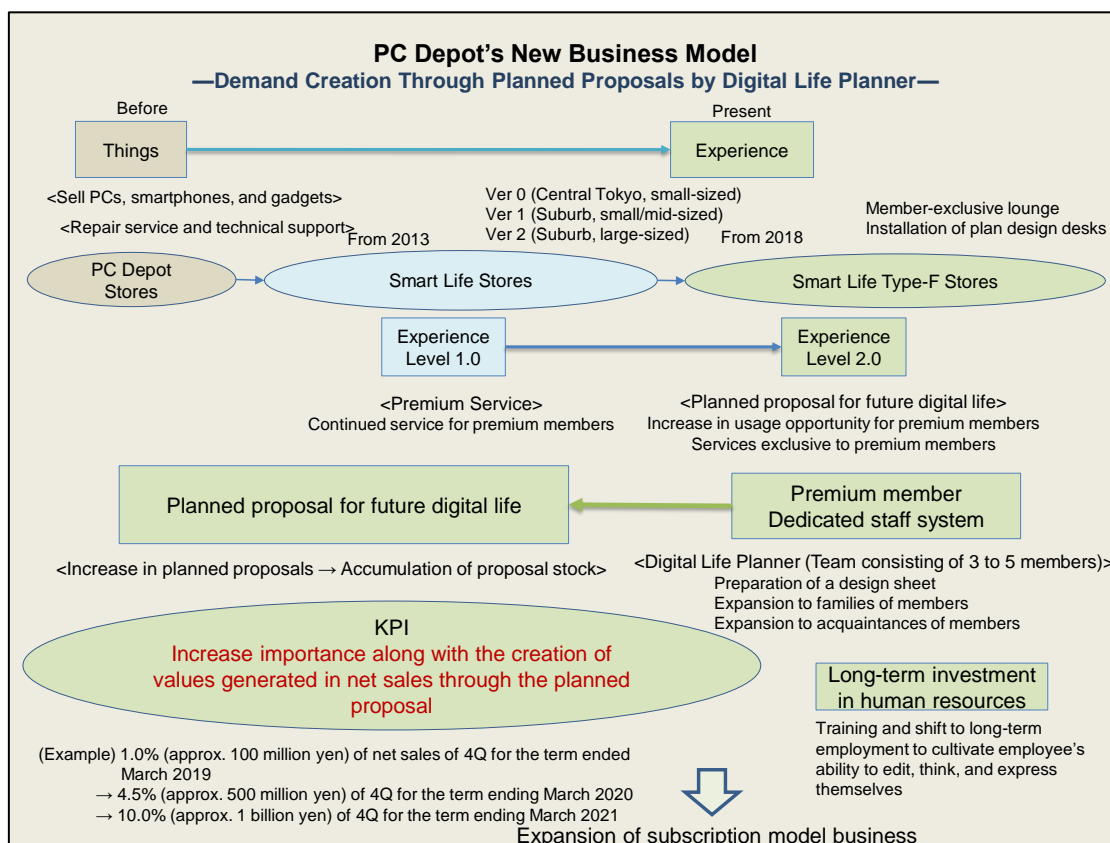 PC Depot's New Business Model
—Demand Creation Through Planned Proposals by Digital Life Planner—
Before
Present
Things
Experience
<Sell PCs, smartphones, and gadgets>
<Repair service and technical support>
Ver 0 (Central Tokyo, small-sized)
Ver 1 (Suburb, small/mid-sized)
Ver 2 (Suburb, large-sized)
Member-exclusive lounge
Installation of plan design desks
From 2013
From 2018
PC Depot
Stores
Smart Life Stores
Smart Life Type-F Stores
Experience
Level 1.0
Experience
Level 2.0
<Premium Service>
Continued service for premium members
<Planned proposal for future digital life>
Increase in usage opportunity for premium members
Services exclusive to premium members
Planned proposal for future digital life
Premium member
Dedicated staff system
<Increase in planned proposals → Accumulation of proposal stock>
<Digital Life Planner (Team consisting of 3 to 5 members)>
Preparation of a design sheet
Expansion to families of members
Expansion to acquaintances of members
KPI
Increase importance along with the creation of
values generated in net sales through the planned
proposal
Long-term investment
in human resources
Training and shift to long-term
employment to cultivate employee's
ability to edit, think, and express
themselves
(Example) 1.0% (approx. 100 million yen) of net sales of 4Q for the term ended
March 2019
→ 4.5% (approx. 500 million yen) of 4Q for the term ending March 2020
→ 10.0% (approx. 1 billion yen) of 4Q for the term ending March 2021
Expansion of subscription model business